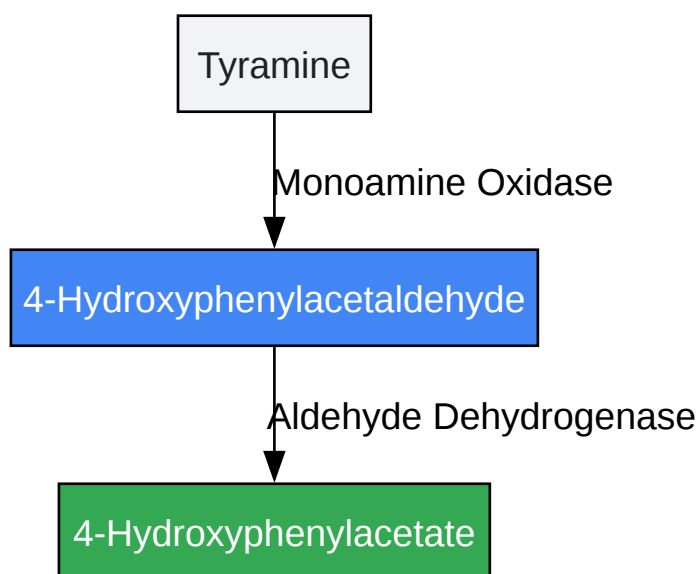 Tyramine
Monoamine Oxidase
4-Hydroxyphenylacetaldehyde
Aldehyde Dehydrogenase
4-Hydroxyphenylacetate